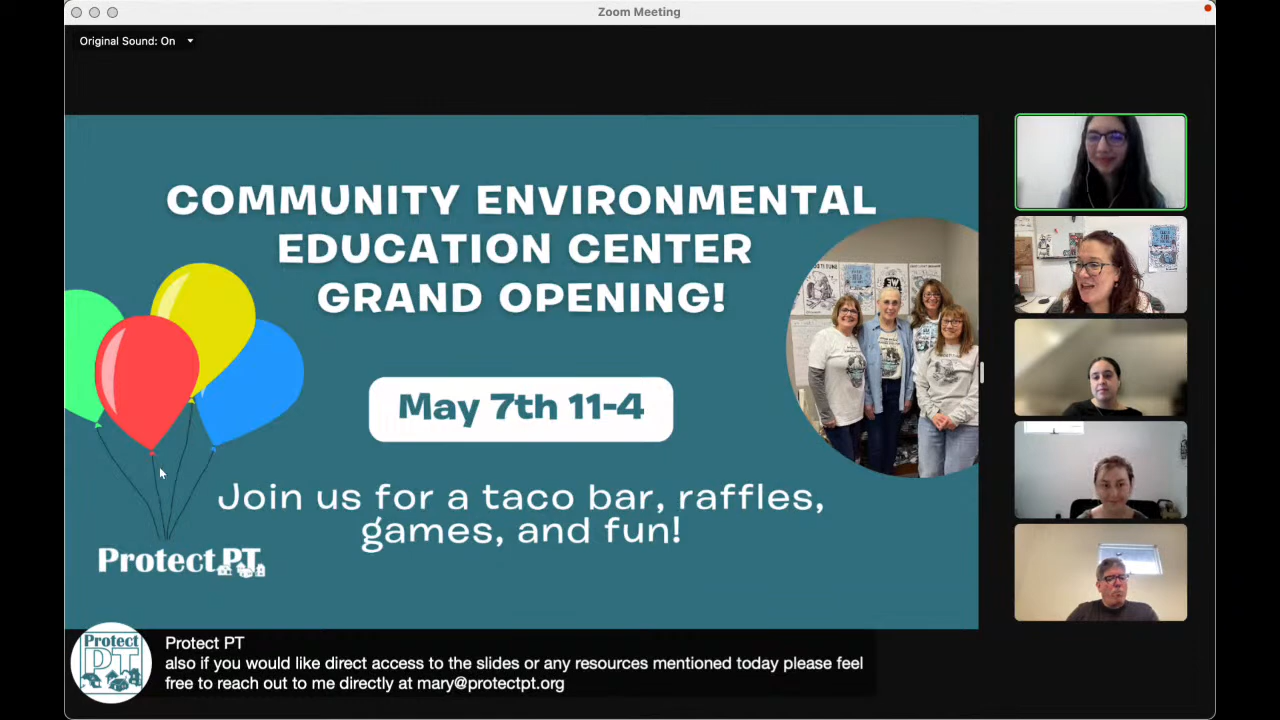 Zoom Meeting
Original Sound: On
COMMUNITY ENVIRONMENTAL
EDUCATION CENTER
GRAND OPENING!
May 7th 11-4
Join us for a taco bar, raffles,
games, and fun!
Protect PT
Protect
PT
Protect PT
also if you would like direct access to the slides or any resources mentioned today please feel
free to reach out to me directly at mary@protectpt.org